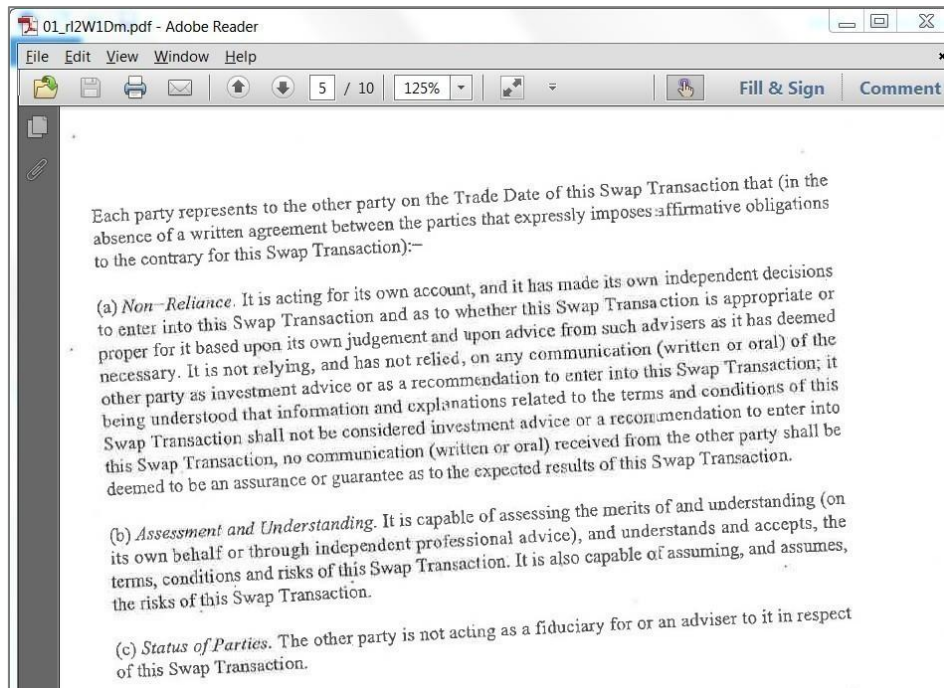 01_rI2W1Dm.pdf - Adobe Reader
File Edit View Window Help
5 / 10 125% Fill & Sign Comment
Each party represents to the other party on the Trade Date of this Swap Transaction that (in the
absence of a written agreement between the parties that expressly imposes affirmative obligations
to the contrary for this Swap Transaction):–
(a) Non–Reliance. It is acting for its own account, and it has made its own independent decisions
to enter into this Swap Transaction and as to whether this Swap Transaction is appropriate or
proper for it based upon its own judgement and upon advice from such advisers as it has deemed
necessary. It is not relying, and has not relied, on any communication (written or oral) of the
other party as investment advice or as a recommendation to enter into this Swap Transaction; it
being understood that information and explanations related to the terms and conditions of this
Swap Transaction shall not be considered investment advice or a recommendation to enter into
this Swap Transaction, no communication (written or oral) received from the other party shall be
deemed to be an assurance or guarantee as to the expected results of this Swap Transaction.
(b) Assessment and Understanding. It is capable of assessing the merits of and understanding (on
its own behalf or through independent professional advice), and understands and accepts, the
terms, conditions and risks of this Swap Transaction. It is also capable of assuming, and assumes,
the risks of this Swap Transaction.
(c) Status of Parties. The other party is not acting as a fiduciary for or an adviser to it in respect
of this Swap Transaction.